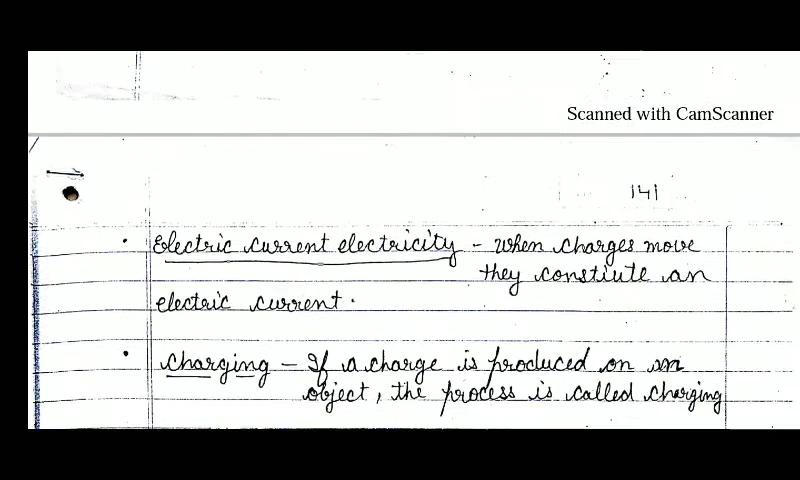 Scanned with CamScanner
141
• Electric current electricity - When charges move
they constiute an
electric current.
• Charging - If a charge is produced on an
object, the process is called charging